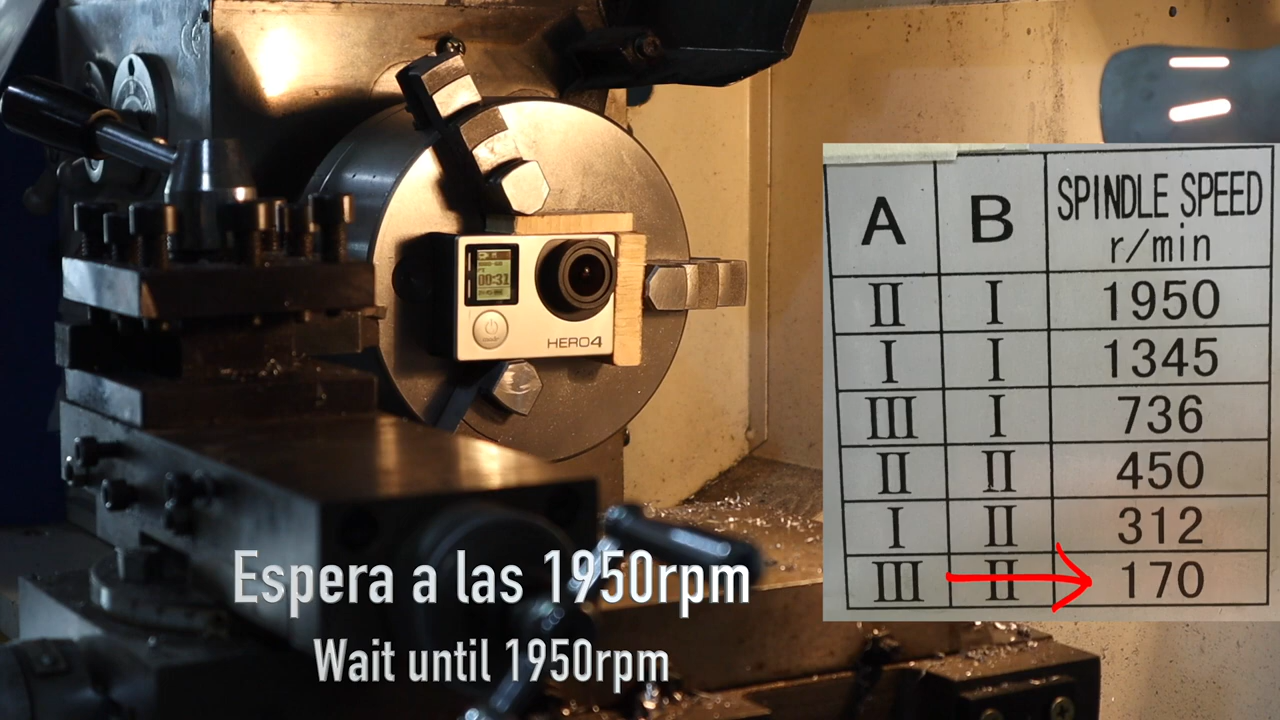 00:31
HERO4
Espera a las 1950rpm
Wait until 1950rpm
A B SPINDLE SPEED
r/min
II I 1950
I I 1345
III I 736
II II 450
I II 312
III II 170